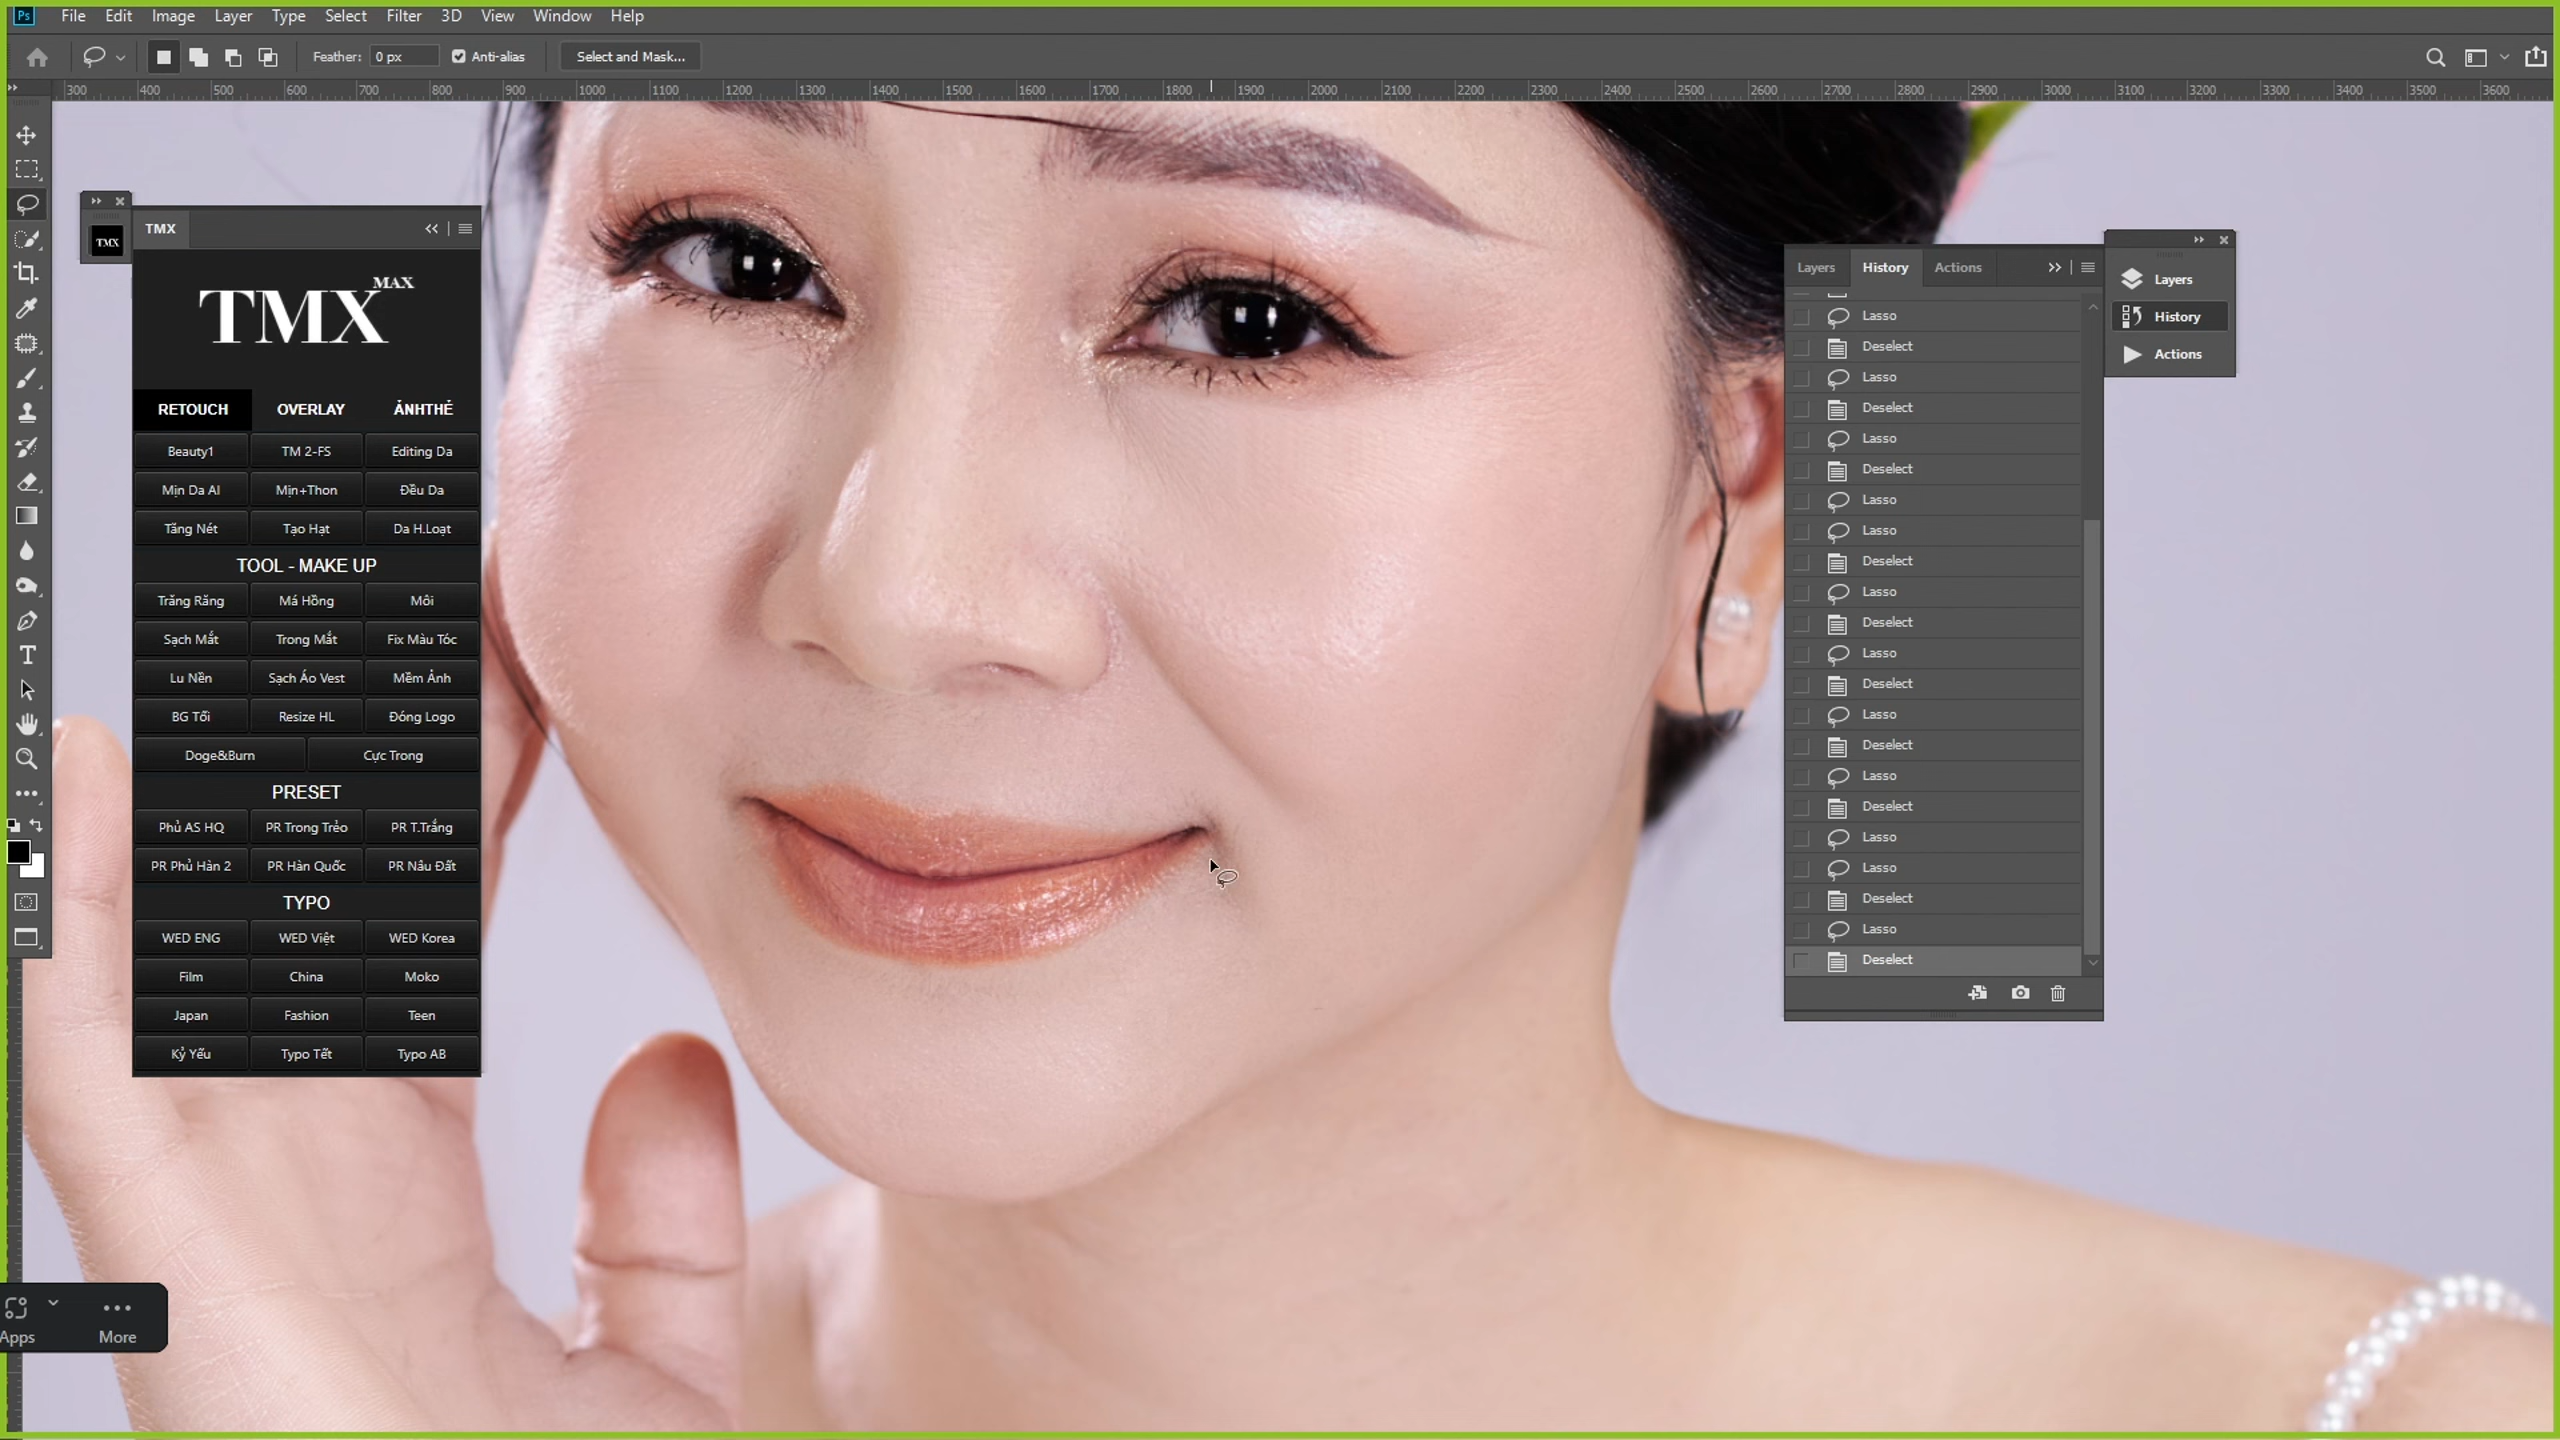 Ps File Edit Image Layer Type Select Filter 3D View Window Help
Feather: 0 px Anti-alias Select and Mask...
300 400 500 600 700 800 900 1000 1100 1200 1300 1400 1500 1600 1700 1800 1900 2000 2100 2200 2300 2400 2500 2600 2700 2800 2900 3000 3100 3200 3300 3400 3500 3600
TMX
TMX
TMX MAX
RETOUCH OVERLAY ẢNHTHẺ
Beauty1 TM 2-FS Editing Da
Mịn Da AI Mịn+Thon Đều Da
Tăng Nét Tạo Hạt Da H.Loạt
TOOL - MAKE UP
Trắng Răng Má Hồng Môi
Sạch Mắt Trong Mắt Fix Màu Tóc
Lu Nền Sạch Áo Vest Mềm Ảnh
BG Tối Resize HL Đóng Logo
Doge&Burn Cực Trong
PRESET
Phủ AS HQ PR Trong Trẻo PR T.Trắng
PR Phủ Hàn 2 PR Hàn Quốc PR Nâu Đất
TYPO
WED ENG WED Việt WED Korea
Film China Moko
Japan Fashion Teen
Kỷ Yếu Typo Tết Typo AB
Layers History Actions
Lasso
Deselect
Lasso
Deselect
Lasso
Deselect
Lasso
Lasso
Deselect
Lasso
Deselect
Lasso
Deselect
Lasso
Deselect
Lasso
Deselect
Lasso
Lasso
Deselect
Lasso
Deselect
Layers
History
Actions
Apps More